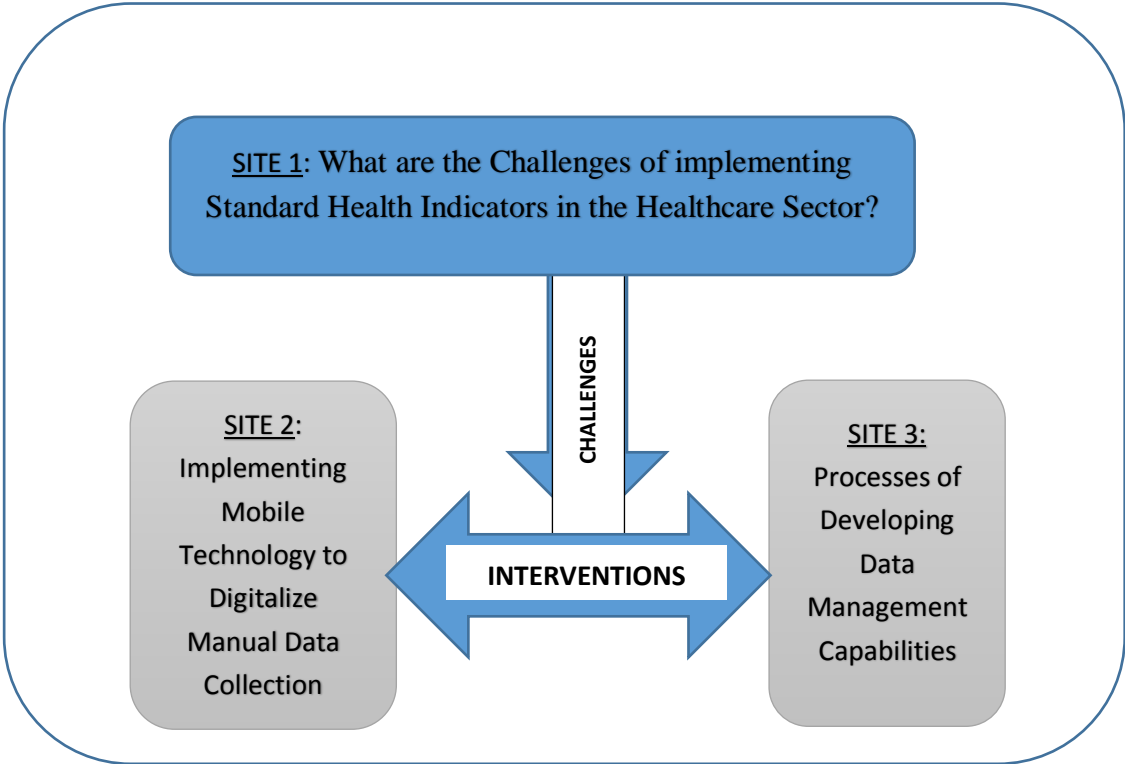 SITE 1: What are the Challenges of implementing
Standard Health Indicators in the Healthcare Sector?
CHALLENGES
SITE 2:
Implementing
Mobile
Technology to
Digitalize
Manual Data
Collection
INTERVENTIONS
SITE 3:
Processes of
Developing
Data
Management
Capabilities